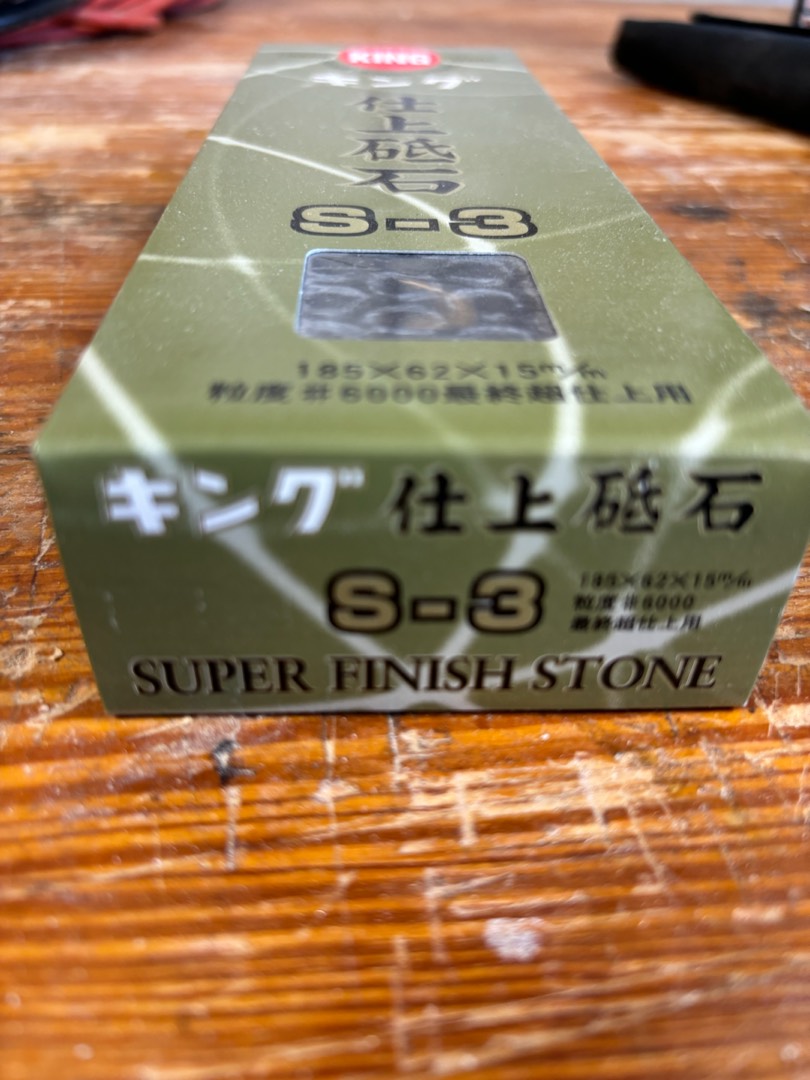 KING
キング
仕上砥石
S-3
185×62×15m/m
粒度#6000最終超仕上用
キング 仕上砥石
S-3
185×62×15m/m
粒度#6000
最終超仕上用
SUPER FINISH STONE